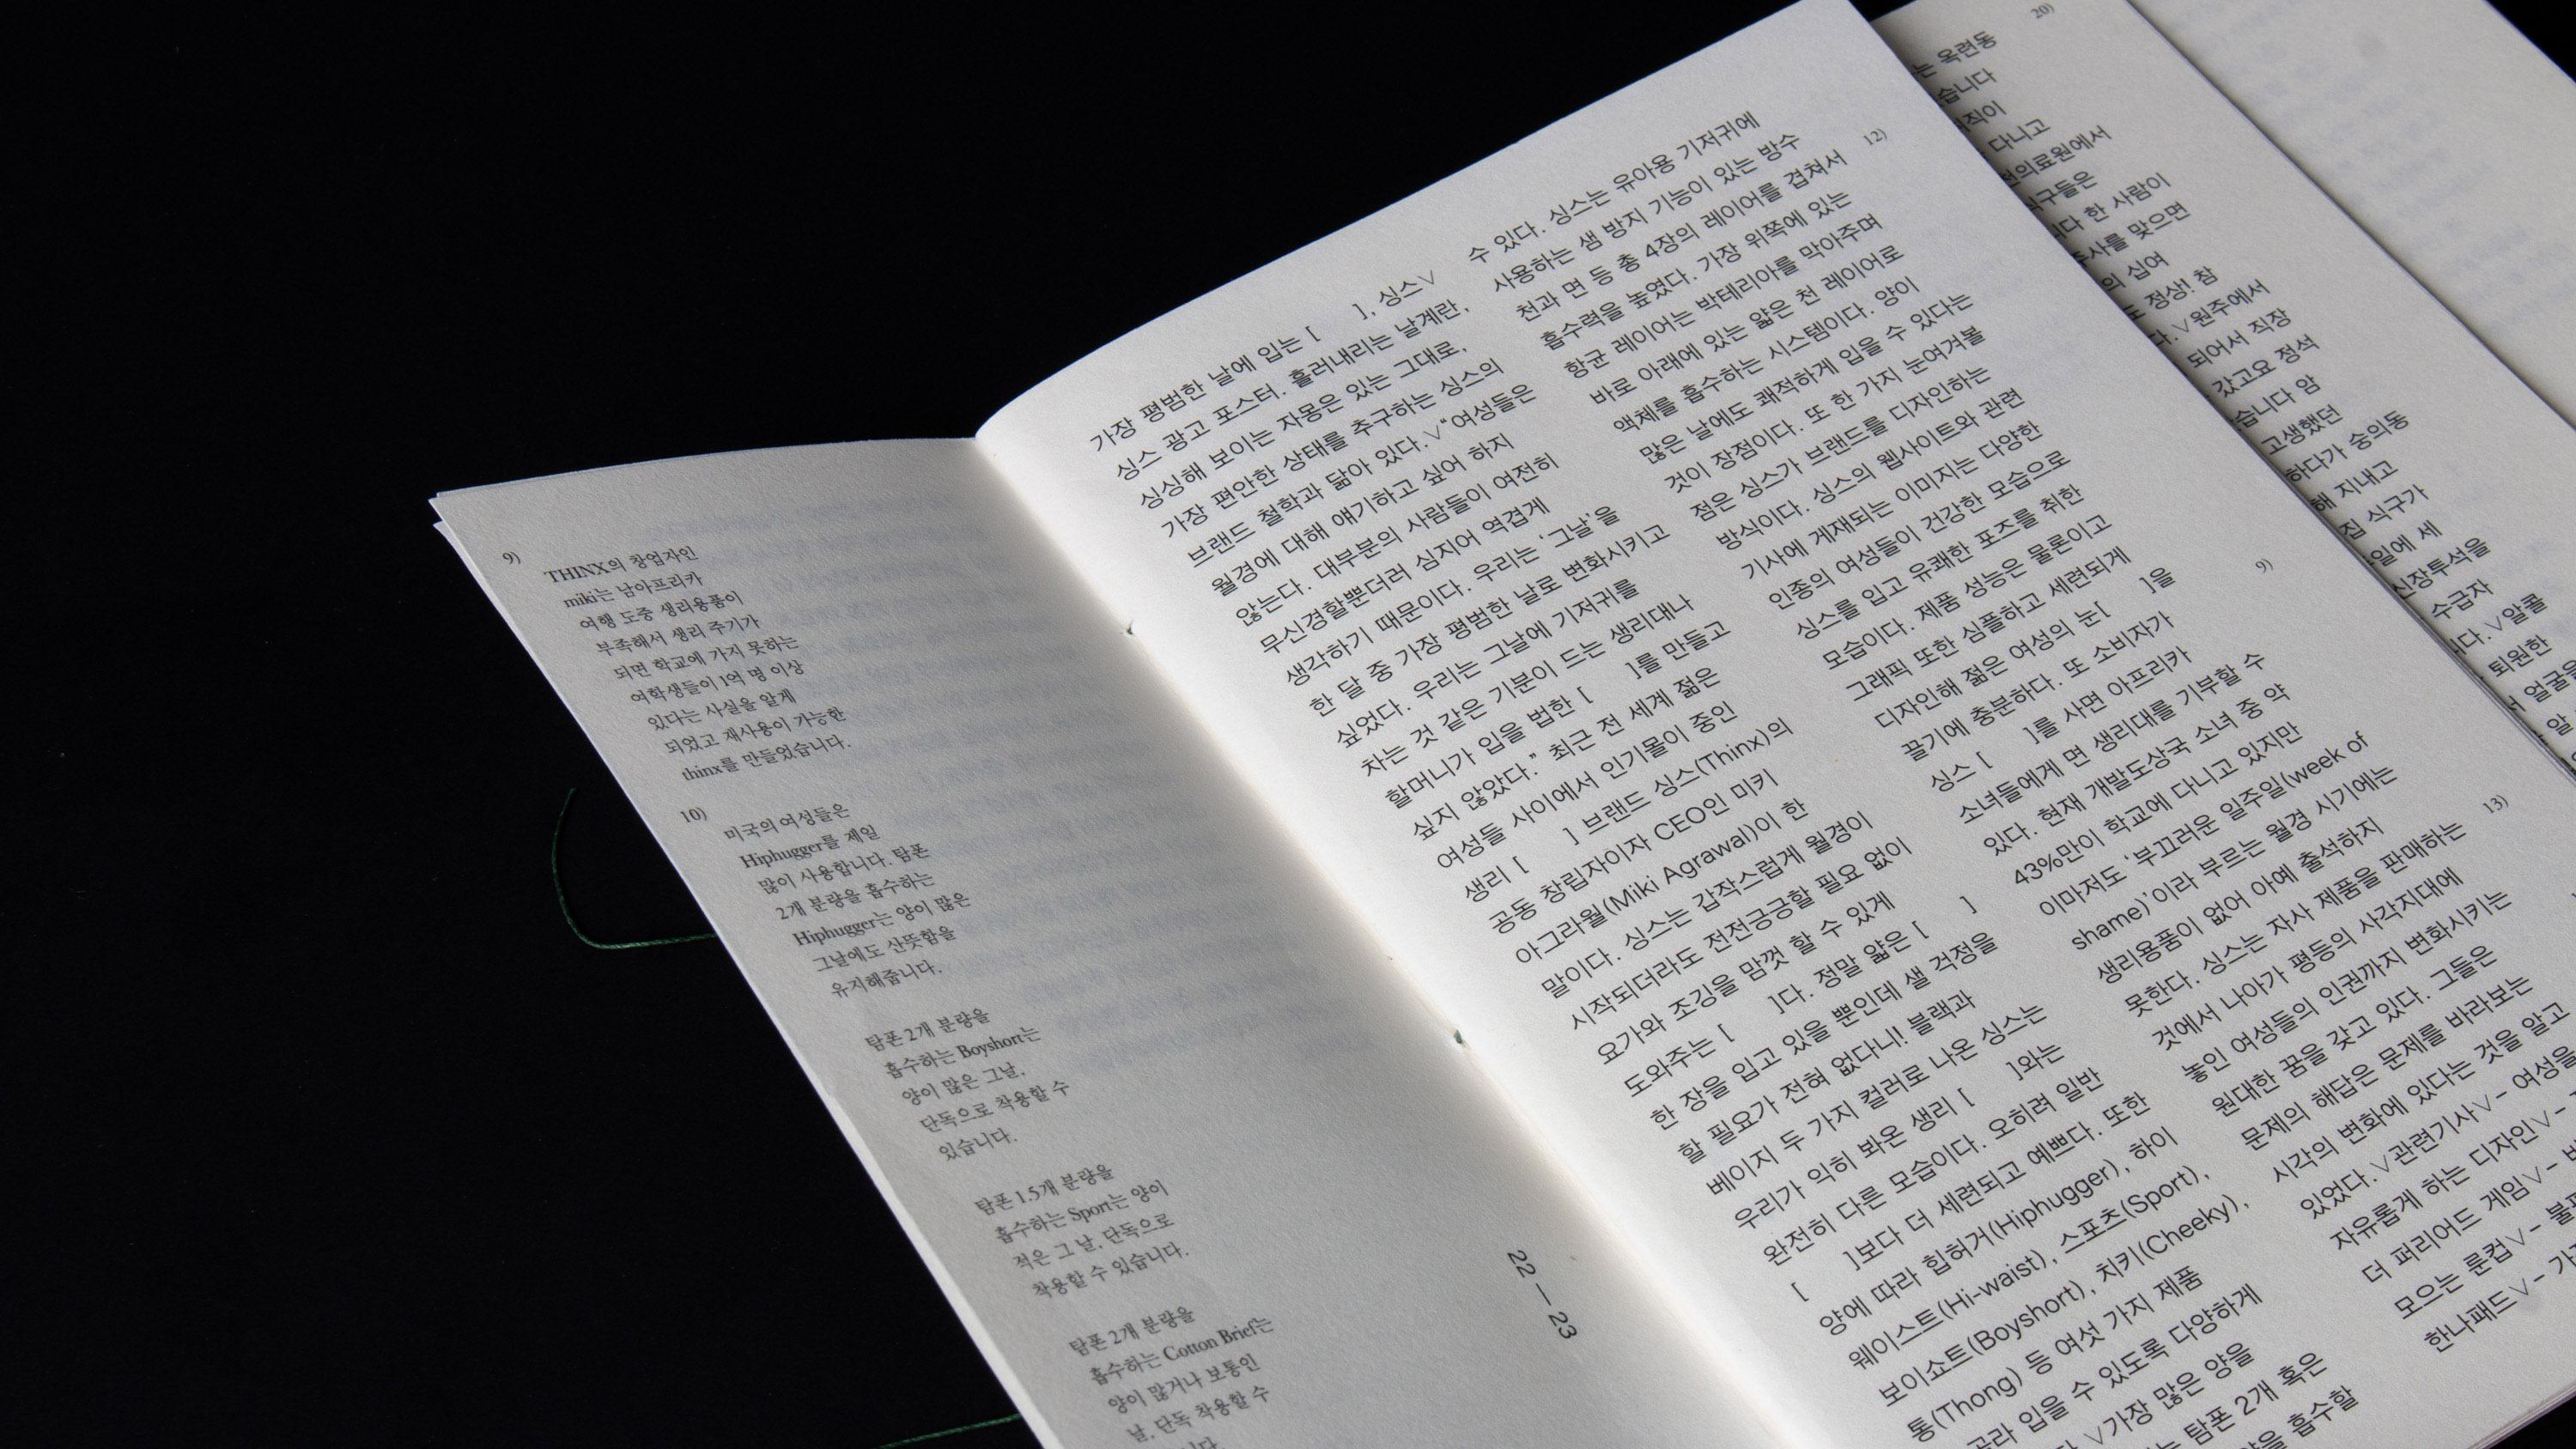 9)
THINX의 창업자인
miki는 남아프리카
여행 도중 생리용품이
부족해서 생리 주기가
되면 학교에 가지 못하는
여학생들이 1억 명 이상
있다는 사실을 알게
되었고 재사용이 가능한
thinx를 만들었습니다.
10)
미국의 여성들은
Hiphugger를 제일
많이 사용합니다. 탐폰
2개 분량을 흡수하는
Hiphugger는 양이 많은
그날에도 산뜻함을
유지해줍니다.
탐폰 2개 분량을
흡수하는 Boyshort는
양이 많은 그날,
단독으로 착용할 수
있습니다.
탐폰 1.5개 분량을
흡수하는 Sport는 양이
적은 그 날, 단독으로
착용할 수 있습니다.
탐폰 2개 분량을
흡수하는 Cotton Brief는
양이 많거나 보통인
날, 단독 착용할 수
22 — 23
가장 평범한 날에 입는 [ ], 싱스∨
싱스 광고 포스터. 흘러내리는 날계란,
싱싱해 보이는 자몽은 있는 그대로,
가장 편안한 상태를 추구하는 싱스의
브랜드 철학과 닮아 있다.∨“여성들은
월경에 대해 얘기하고 싶어 하지
않는다. 대부분의 사람들이 여전히
무신경할뿐더러 심지어 역겹게
생각하기 때문이다. 우리는 ‘그날’을
한 달 중 가장 평범한 날로 변화시키고
싶었다. 우리는 그날에 기저귀를
차는 것 같은 기분이 드는 생리대나
할머니가 입을 법한 [ ]를 만들고
싶지 않았다.” 최근 전 세계 젊은
여성들 사이에서 인기몰이 중인
생리 [ ] 브랜드 싱스(Thinx)의
공동 창립자이자 CEO인 미키
아그라월(Miki Agrawal)이 한
말이다. 싱스는 갑작스럽게 월경이
시작되더라도 전전긍긍할 필요 없이
요가와 조깅을 맘껏 할 수 있게
도와주는 [ ]다. 정말 얇은 [ ]
한 장을 입고 있을 뿐인데 샐 걱정을
할 필요가 전혀 없다니! 블랙과
베이지 두 가지 컬러로 나온 싱스는
우리가 익히 봐온 생리 [ ]와는
완전히 다른 모습이다. 오히려 일반
[ ]보다 더 세련되고 예쁘다. 또한
양에 따라 힙허거(Hiphugger), 하이
웨이스트(Hi-waist), 스포츠(Sport),
보이쇼트(Boyshort), 치키(Cheeky),
통(Thong) 등 여섯 가지 제품
골라 입을 수 있도록 다양하게
∨가장 많은 양을
탐폰 2개 혹은
흡수할
수 있다. 싱스는 유아용 기저귀에
사용하는 샘 방지 기능이 있는 방수
12)
천과 면 등 총 4장의 레이어를 겹쳐서
흡수력을 높였다. 가장 위쪽에 있는
항균 레이어는 박테리아를 막아주며
바로 아래에 있는 얇은 천 레이어로
액체를 흡수하는 시스템이다. 양이
많은 날에도 쾌적하게 입을 수 있다는
것이 장점이다. 또 한 가지 눈여겨볼
점은 싱스가 브랜드를 디자인하는
방식이다. 싱스의 웹사이트와 관련
기사에 게재되는 이미지는 다양한
인종의 여성들이 건강한 모습으로
싱스를 입고 유쾌한 포즈를 취한
모습이다. 제품 성능은 물론이고
그래픽 또한 심플하고 세련되게
디자인해 젊은 여성의 눈[ ]을
9)
끌기에 충분하다. 또 소비자가
싱스 [ ]를 사면 아프리카
소녀들에게 면 생리대를 기부할 수
있다. 현재 개발도상국 소녀 중 약
43%만이 학교에 다니고 있지만
이마저도 ‘부끄러운 일주일(week of
shame)’이라 부르는 월경 시기에는
생리용품이 없어 아예 출석하지
못한다. 싱스는 자사 제품을 판매하는
13)
것에서 나아가 평등의 사각지대에
놓인 여성들의 인권까지 변화시키는
원대한 꿈을 갖고 있다. 그들은
문제의 해답은 문제를 바라보는
시각의 변화에 있다는 것을 알고
있었다. ∨관련기사∨– 여성을
자유롭게 하는 디자인∨–
더 퍼리어드 게임∨–
모으는 룬컵∨–
한나패드∨–
20)
는 옥련동
습니다
직이
다니고
의료원에서
식구들은
다 한 사람이
주사를 맞으면
의 십여
도 정상! 참
다.∨원주에서
되어서 직장
갔고요 정석
습니다 암
고생했던
하다가 숭의동
해 지내고
집 식구가
일에 세
신장투석을
수급자
다.∨알콜
퇴원한
얼굴을
알